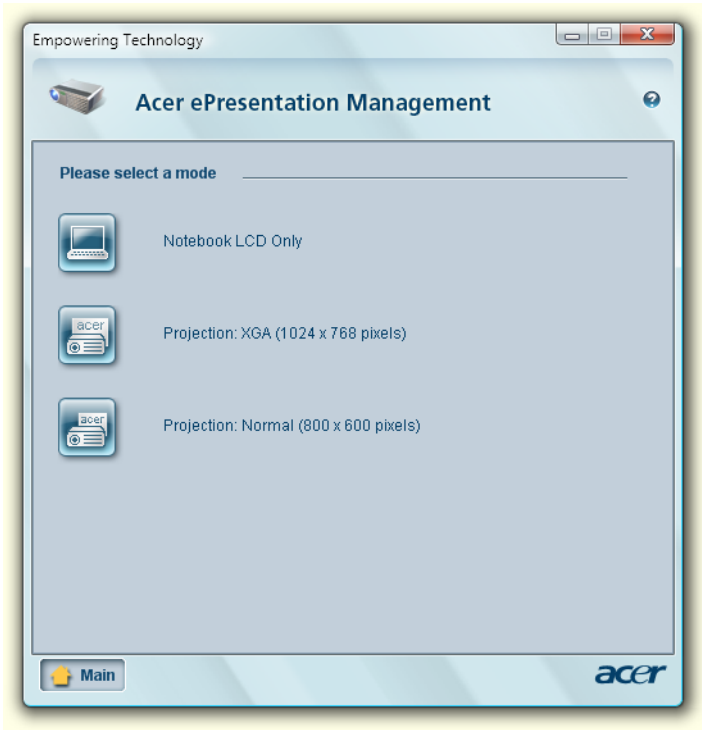 Empowering Technology
Acer ePresentation Management
Please select a mode
Notebook LCD Only
acer
Projection: XGA (1024 x 768 pixels)
acer
Projection: Normal (800 x 600 pixels)
Main
acer